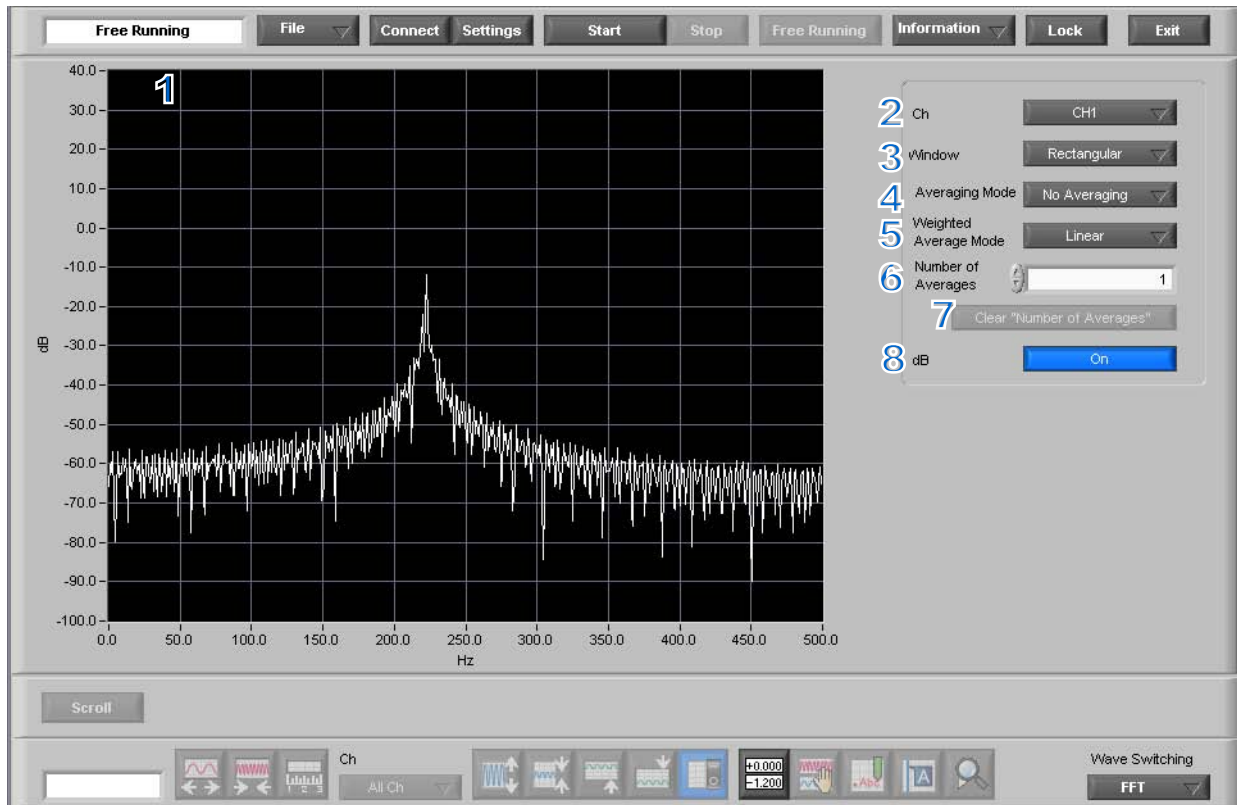 Free Running File Connect Settings Start Stop Free Running Information Lock Exit
40.0
30.0
20.0
10.0
0.0
-10.0
-20.0
-30.0
-40.0
-50.0
-60.0
-70.0
-80.0
-90.0
-100.0
dB
0.0 50.0 100.0 150.0 200.0 250.0 300.0 350.0 400.0 450.0 500.0
Hz
1
2 Ch CH1
3 Window Rectangular
4 Averaging Mode No Averaging
5 Weighted
Average Mode Linear
6 Number of
Averages 1
7 Clear "Number of Averages"
8 dB On
Scroll
Ch
All Ch
1 2 3
+0.000
-1.200
Abc
A
Wave Switching
FFT